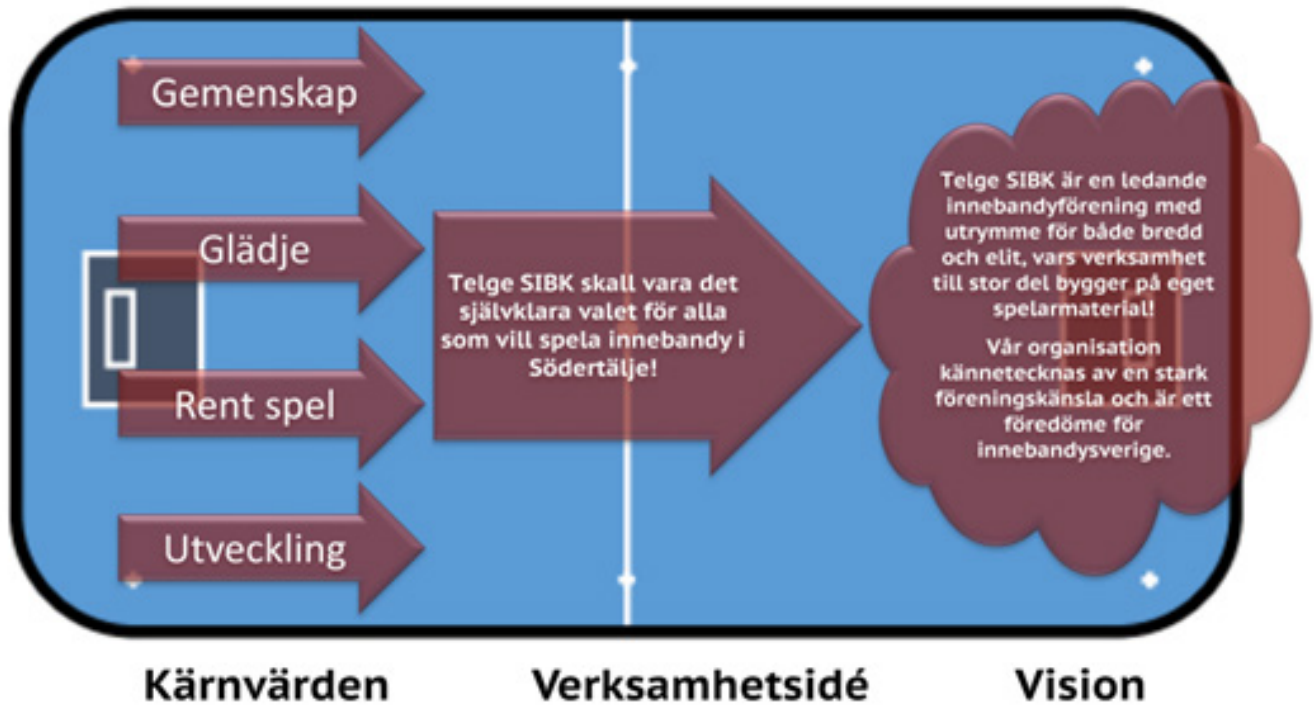 Gemenskap
Glädje
Rent spel
Utveckling
Telge SIBK skall vara det
självklara valet för alla
som vill spela innebandy i
Södertälje!
Telge SIBK är en ledande
innebandyförening med
utrymme för både bredd
och elit, vars verksamhet
till stor del bygger på eget
spelarmaterial!
Vår organisation
kännetecknas av en stark
föreningskänsla och är ett
föredöme för
innebandysverige.
Kärnvärden
Verksamhetsidé
Vision